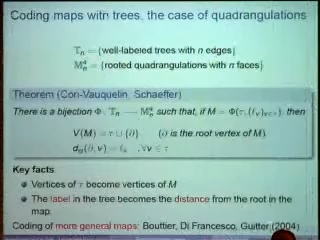 Coding maps with trees, the case of quadrangulations
𝕋ₙ = {well-labeled trees with n edges}
𝕄ₙ⁴ = {rooted quadrangulations with n faces}
Theorem (Cori-Vauquelin, Schaeffer)
There is a bijection Φ : 𝕋ₙ ⟶ 𝕄ₙ⁴ such that, if M = Φ(τ, (ℓᵥ)ᵥ∈τ), then
V(M) = τ ∪ {∂} (∂ is the root vertex of M)
d_gr(∂, v) = ℓᵥ , ∀v ∈ τ
Key facts.
Vertices of τ become vertices of M
The label in the tree becomes the distance from the root in the
map.
Coding of more general maps: Bouttier, Di Francesco, Guitter (2004)